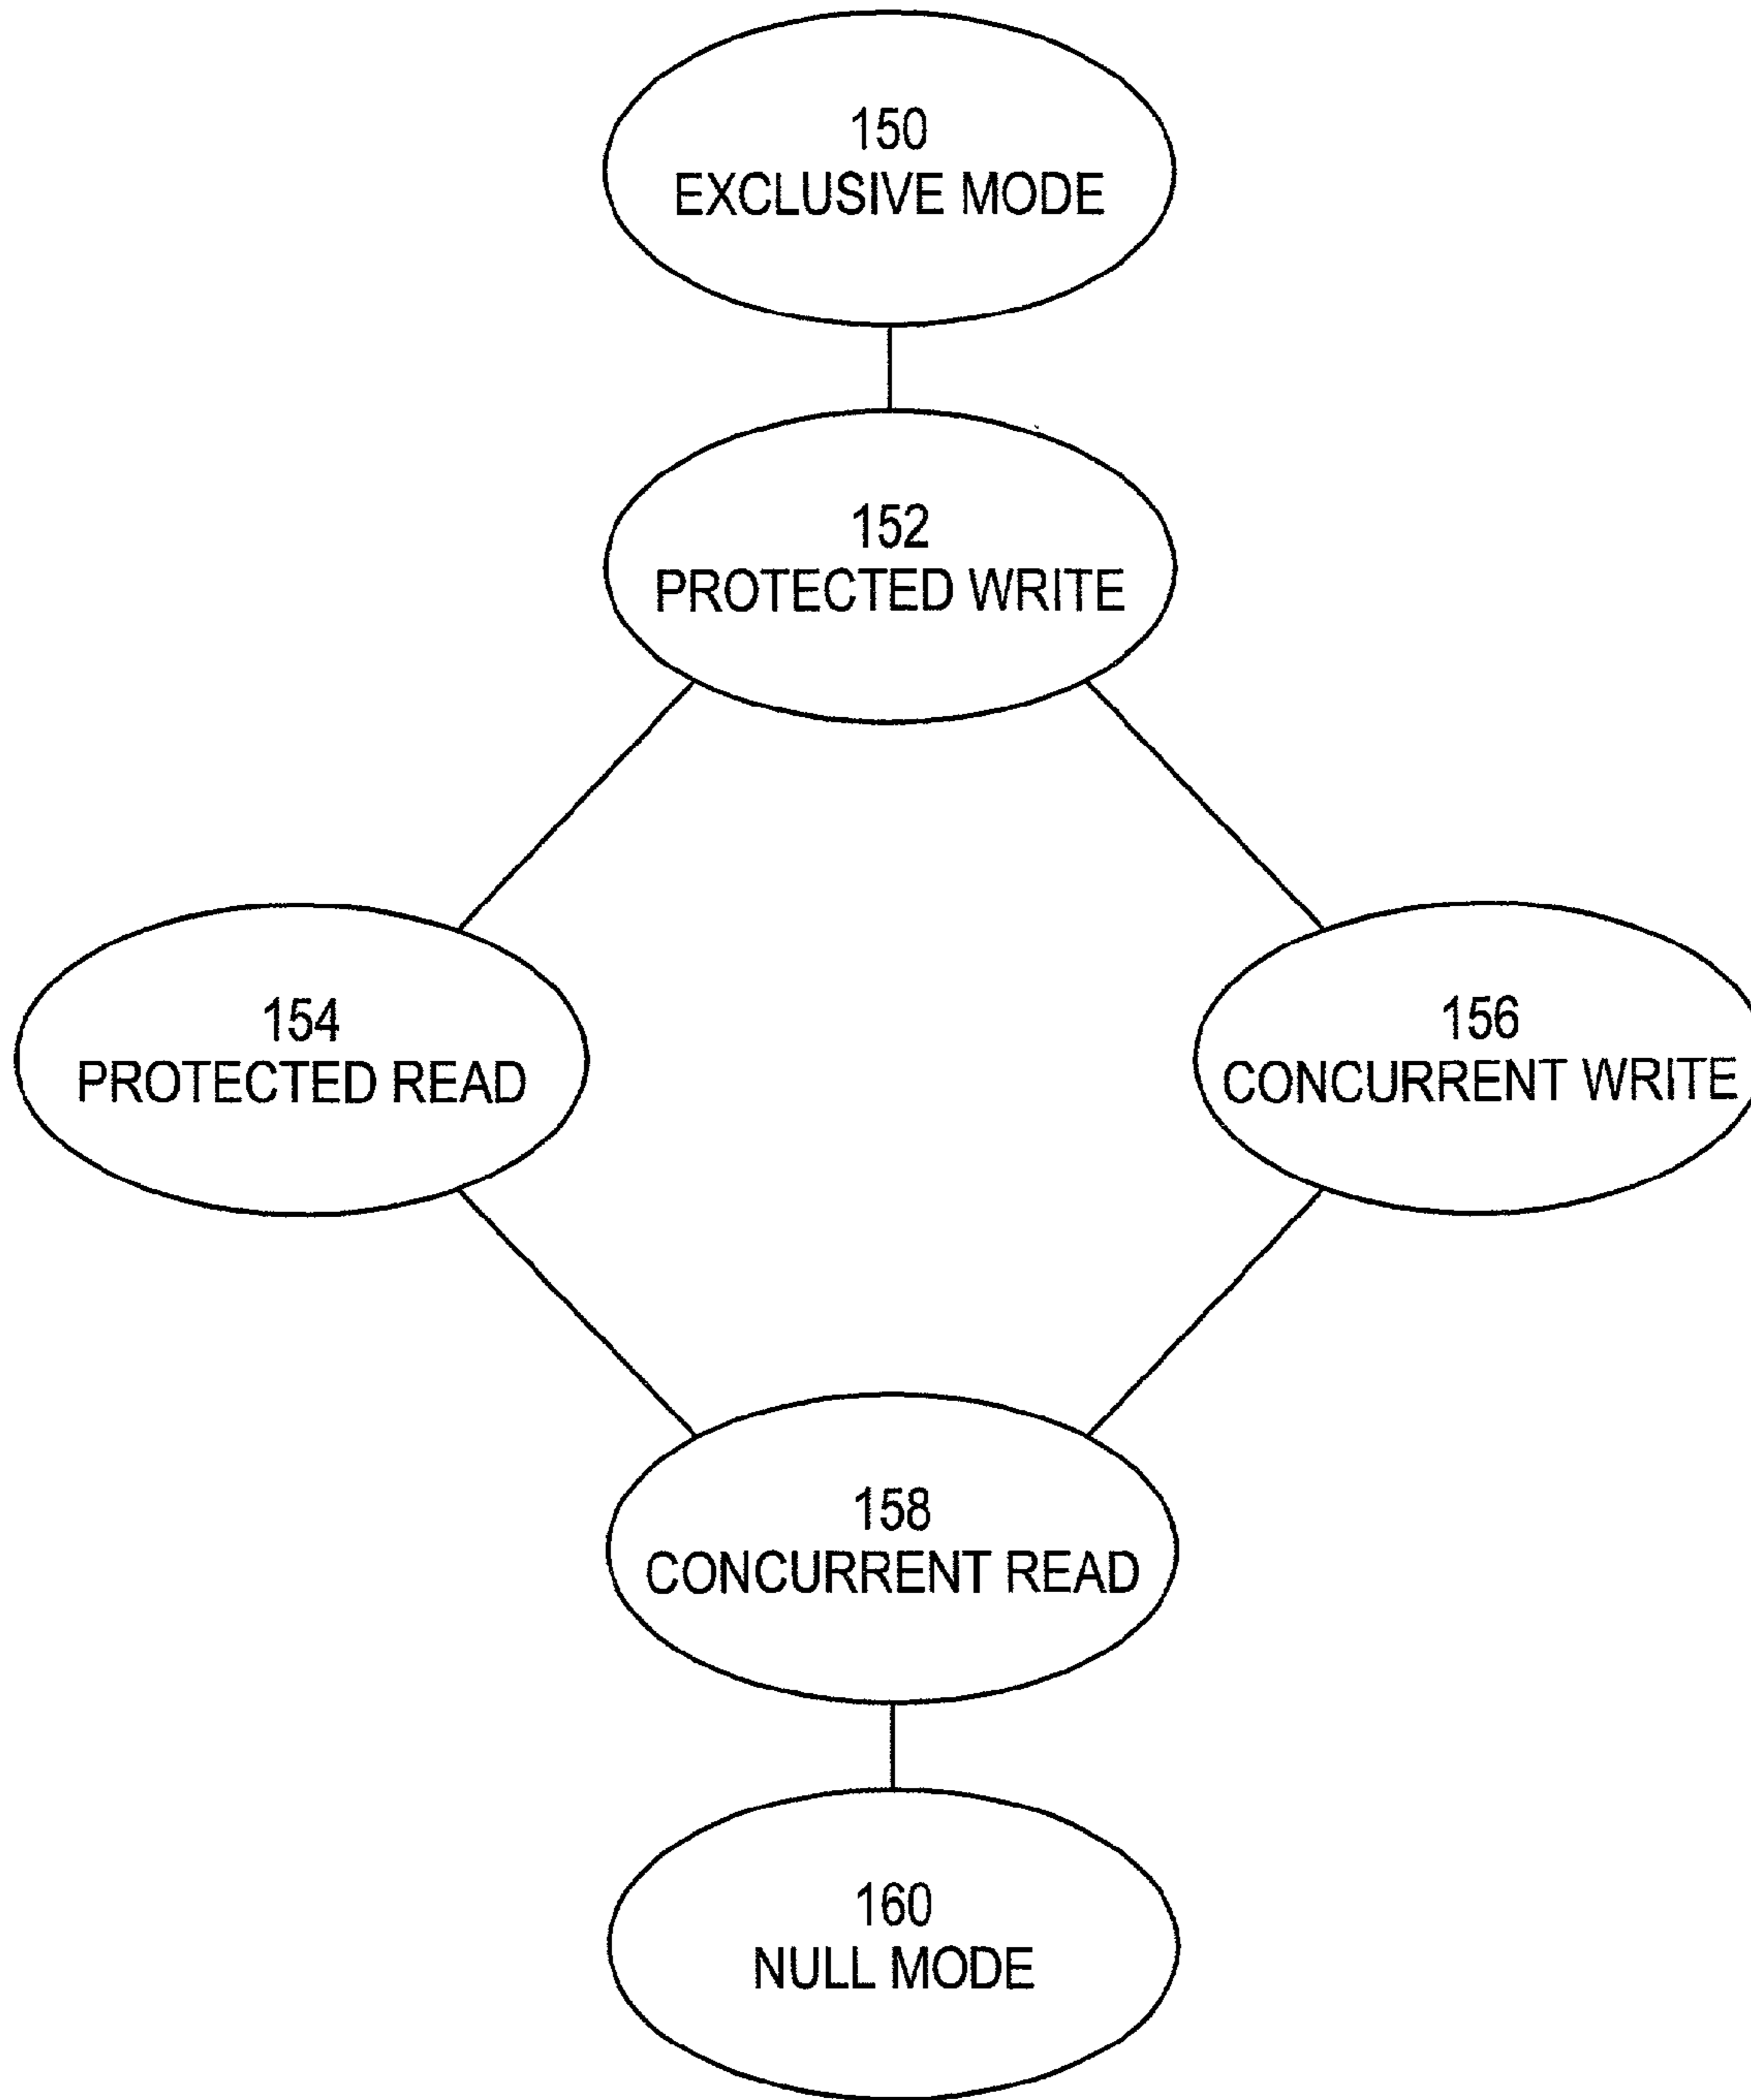 150
EXCLUSIVE MODE
152
PROTECTED WRITE
154
PROTECTED READ
156
CONCURRENT WRITE
158
CONCURRENT READ
160
NULL MODE